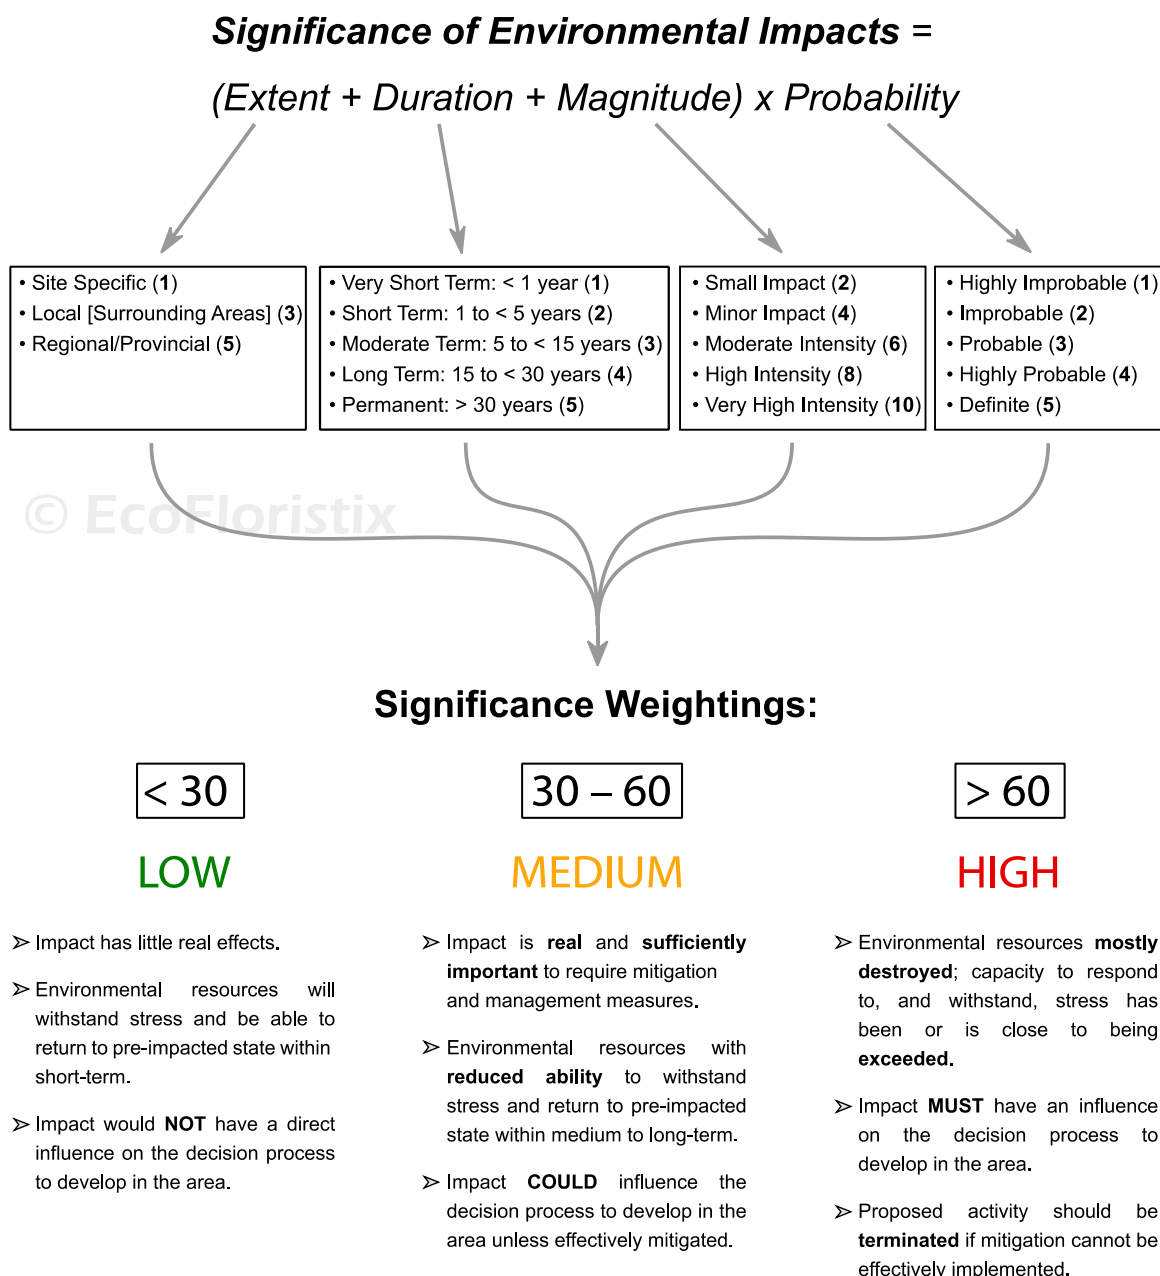 Significance of Environmental Impacts =
(Extent + Duration + Magnitude) x Probability
• Site Specific (1)
• Local [Surrounding Areas] (3)
• Regional/Provincial (5)
• Very Short Term: < 1 year (1)
• Short Term: 1 to < 5 years (2)
• Moderate Term: 5 to < 15 years (3)
• Long Term: 15 to < 30 years (4)
• Permanent: > 30 years (5)
• Small Impact (2)
• Minor Impact (4)
• Moderate Intensity (6)
• High Intensity (8)
• Very High Intensity (10)
• Highly Improbable (1)
• Improbable (2)
• Probable (3)
• Highly Probable (4)
• Definite (5)
© EcoFloristix
Significance Weightings:
< 30
LOW
➢ Impact has little real effects.
➢ Environmental resources will
withstand stress and be able to
return to pre-impacted state within
short-term.
➢ Impact would NOT have a direct
influence on the decision process
to develop in the area.
30 – 60
MEDIUM
➢ Impact is real and sufficiently
important to require mitigation
and management measures.
➢ Environmental resources with
reduced ability to withstand
stress and return to pre-impacted
state within medium to long-term.
➢ Impact COULD influence the
decision process to develop in the
area unless effectively mitigated.
> 60
HIGH
➢ Environmental resources mostly
destroyed; capacity to respond
to, and withstand, stress has
been or is close to being
exceeded.
➢ Impact MUST have an influence
on the decision process to
develop in the area.
➢ Proposed activity should be
terminated if mitigation cannot be
effectively implemented.